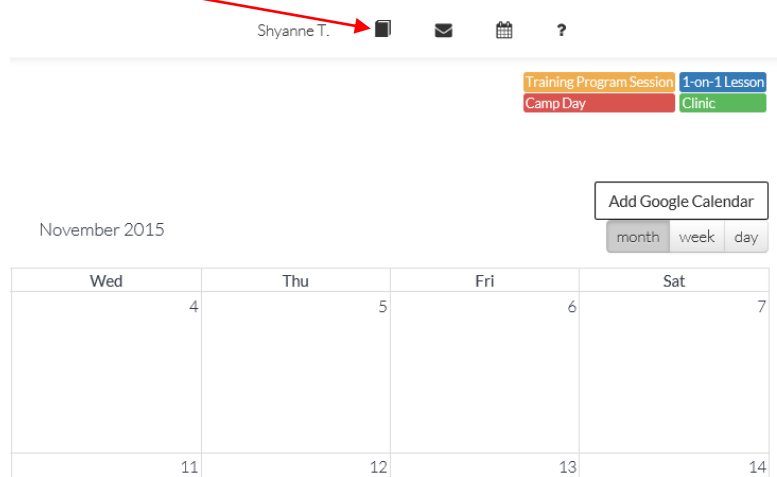 Shyanne T. ?
Training Program Session 1-on-1 Lesson
Camp Day Clinic
Add Google Calendar
November 2015 month week day
Wed Thu Fri Sat
4 5 6 7
11 12 13 14